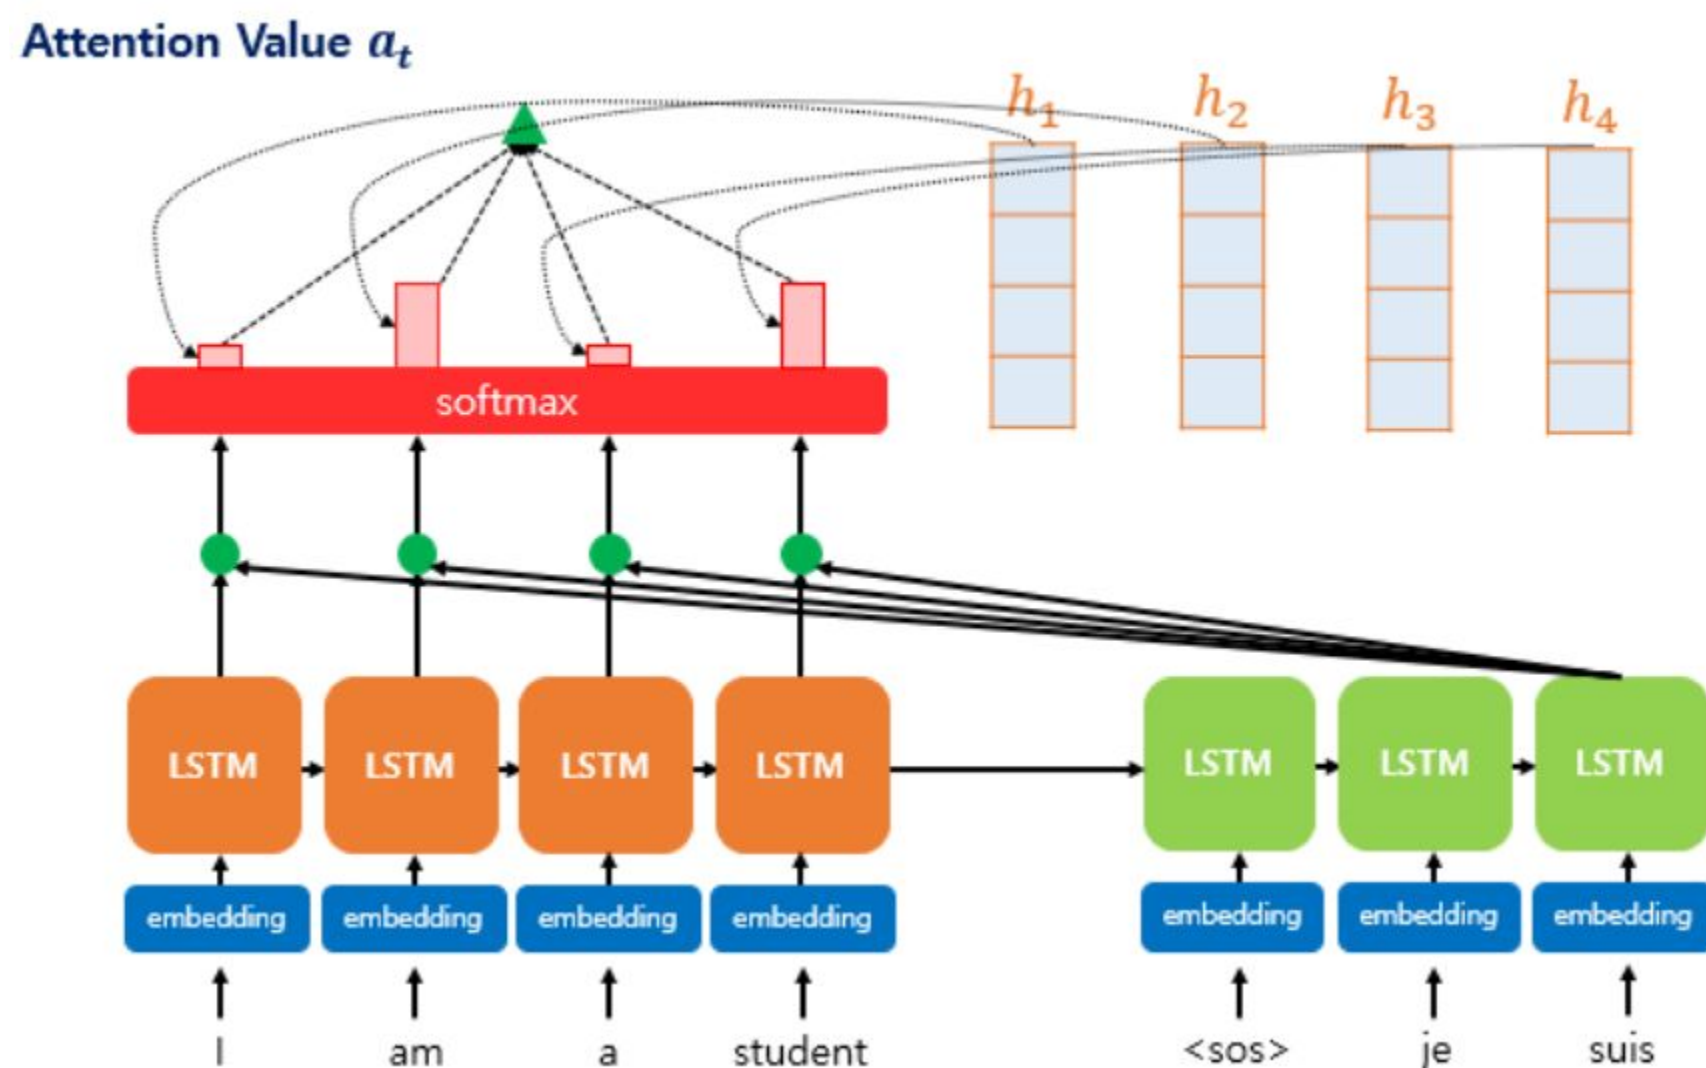 Attention Value a_t
h_1 h_2 h_3 h_4
softmax
LSTM LSTM LSTM LSTM LSTM LSTM LSTM
embedding embedding embedding embedding embedding embedding embedding
I am a student <sos> je suis